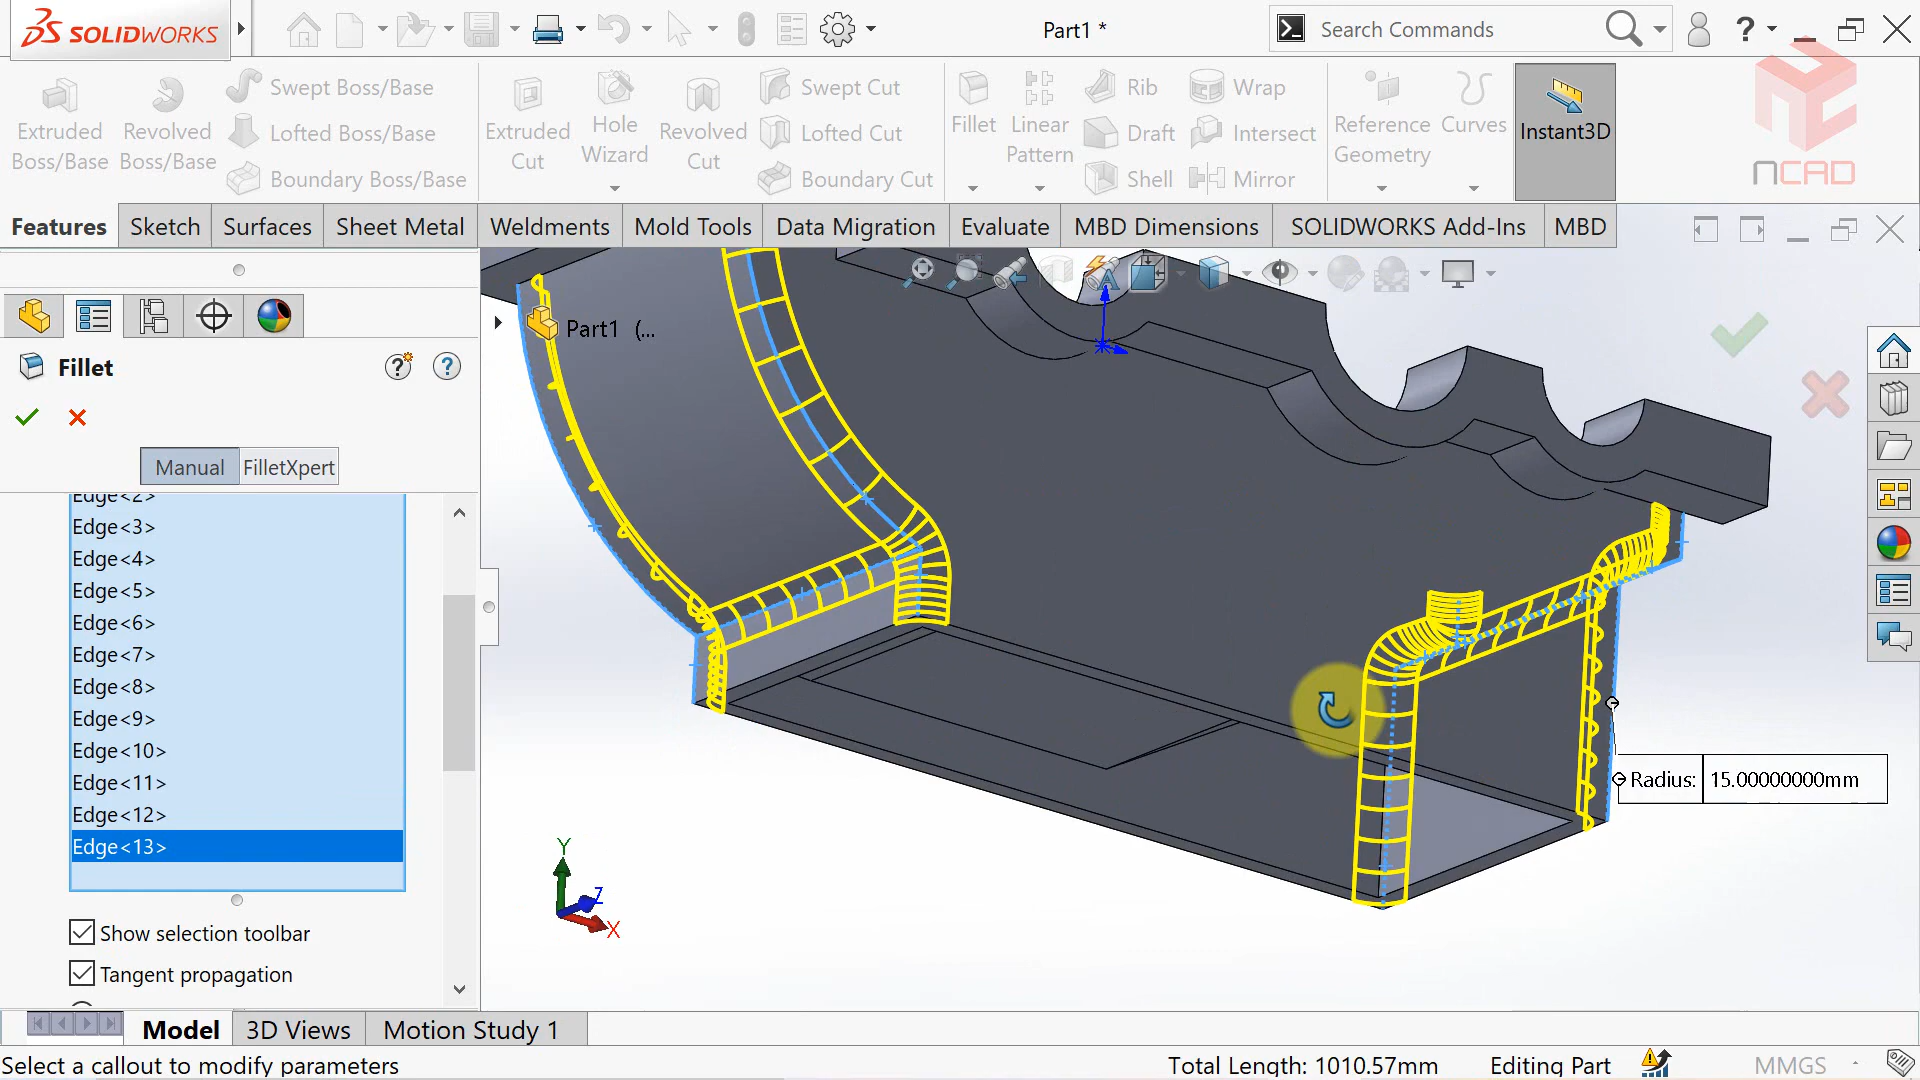 SOLIDWORKS
Part1 *
Search Commands
?
Extruded Boss/Base
Revolved Boss/Base
Swept Boss/Base
Lofted Boss/Base
Boundary Boss/Base
Extruded Cut
Hole Wizard
Revolved Cut
Swept Cut
Lofted Cut
Boundary Cut
Fillet
Linear Pattern
Rib
Draft
Shell
Wrap
Intersect
Mirror
Reference Geometry
Curves
Instant3D
NCAD
Features
Sketch
Surfaces
Sheet Metal
Weldments
Mold Tools
Data Migration
Evaluate
MBD Dimensions
SOLIDWORKS Add-Ins
MBD
Part1 (...
Fillet
Manual
FilletXpert
Edge<2>
Edge<3>
Edge<4>
Edge<5>
Edge<6>
Edge<7>
Edge<8>
Edge<9>
Edge<10>
Edge<11>
Edge<12>
Edge<13>
Show selection toolbar
Tangent propagation
Radius: 15.00000000mm
Y
Z
X
Model
3D Views
Motion Study 1
Select a callout to modify parameters
Total Length: 1010.57mm
Editing Part
MMGS